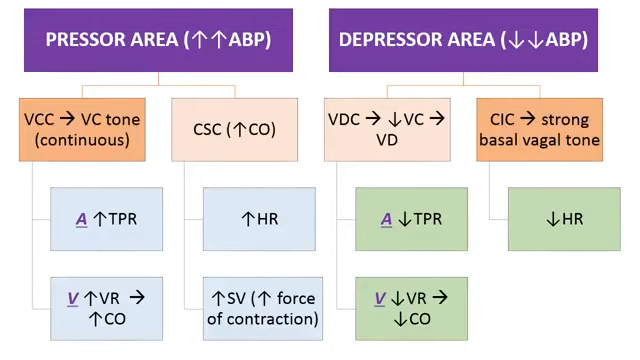 PRESSOR AREA (↑↑ABP)
DEPRESSOR AREA (↓↓ABP)
VCC → VC tone
(continuous)
CSC (↑CO)
VDC → ↓VC →
VD
CIC → strong
basal vagal tone
A ↑TPR
↑HR
A ↓TPR
↓HR
V ↑VR →
↑CO
↑SV (↑ force
of contraction)
V ↓VR →
↓CO